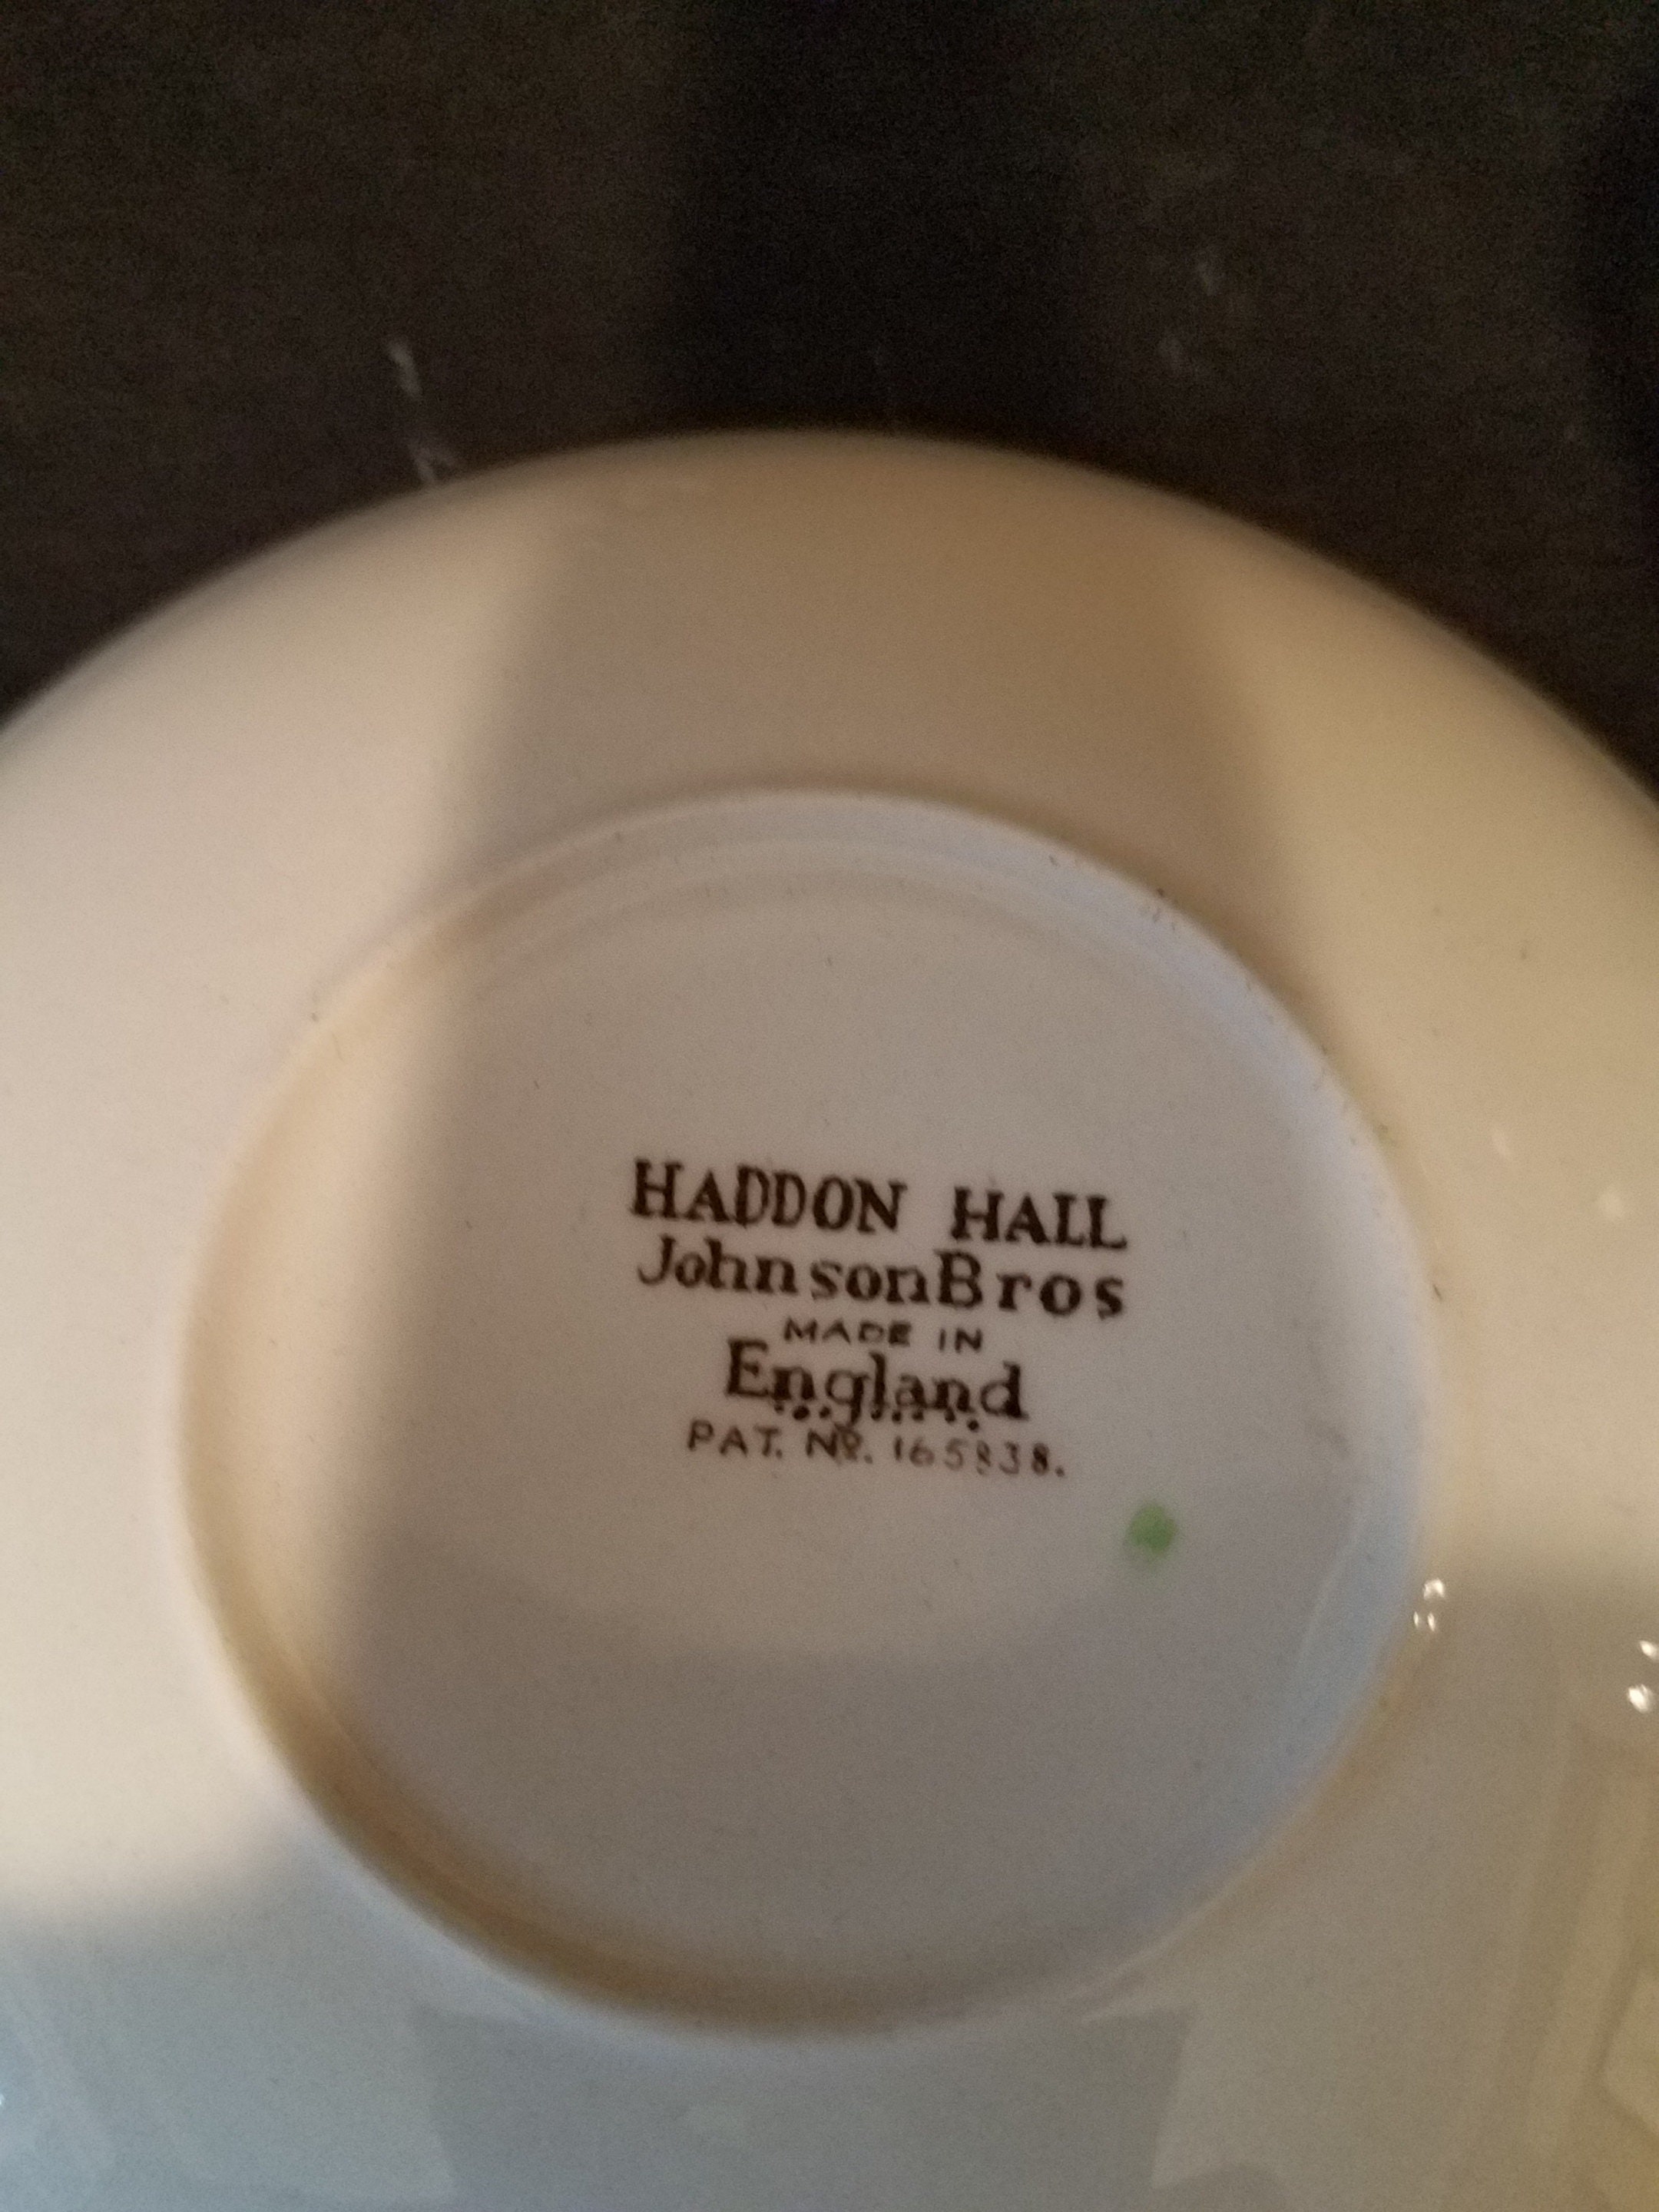 HADDON HALL
JohnsonBros
MADE IN
England
PAT. Nº. 165838.